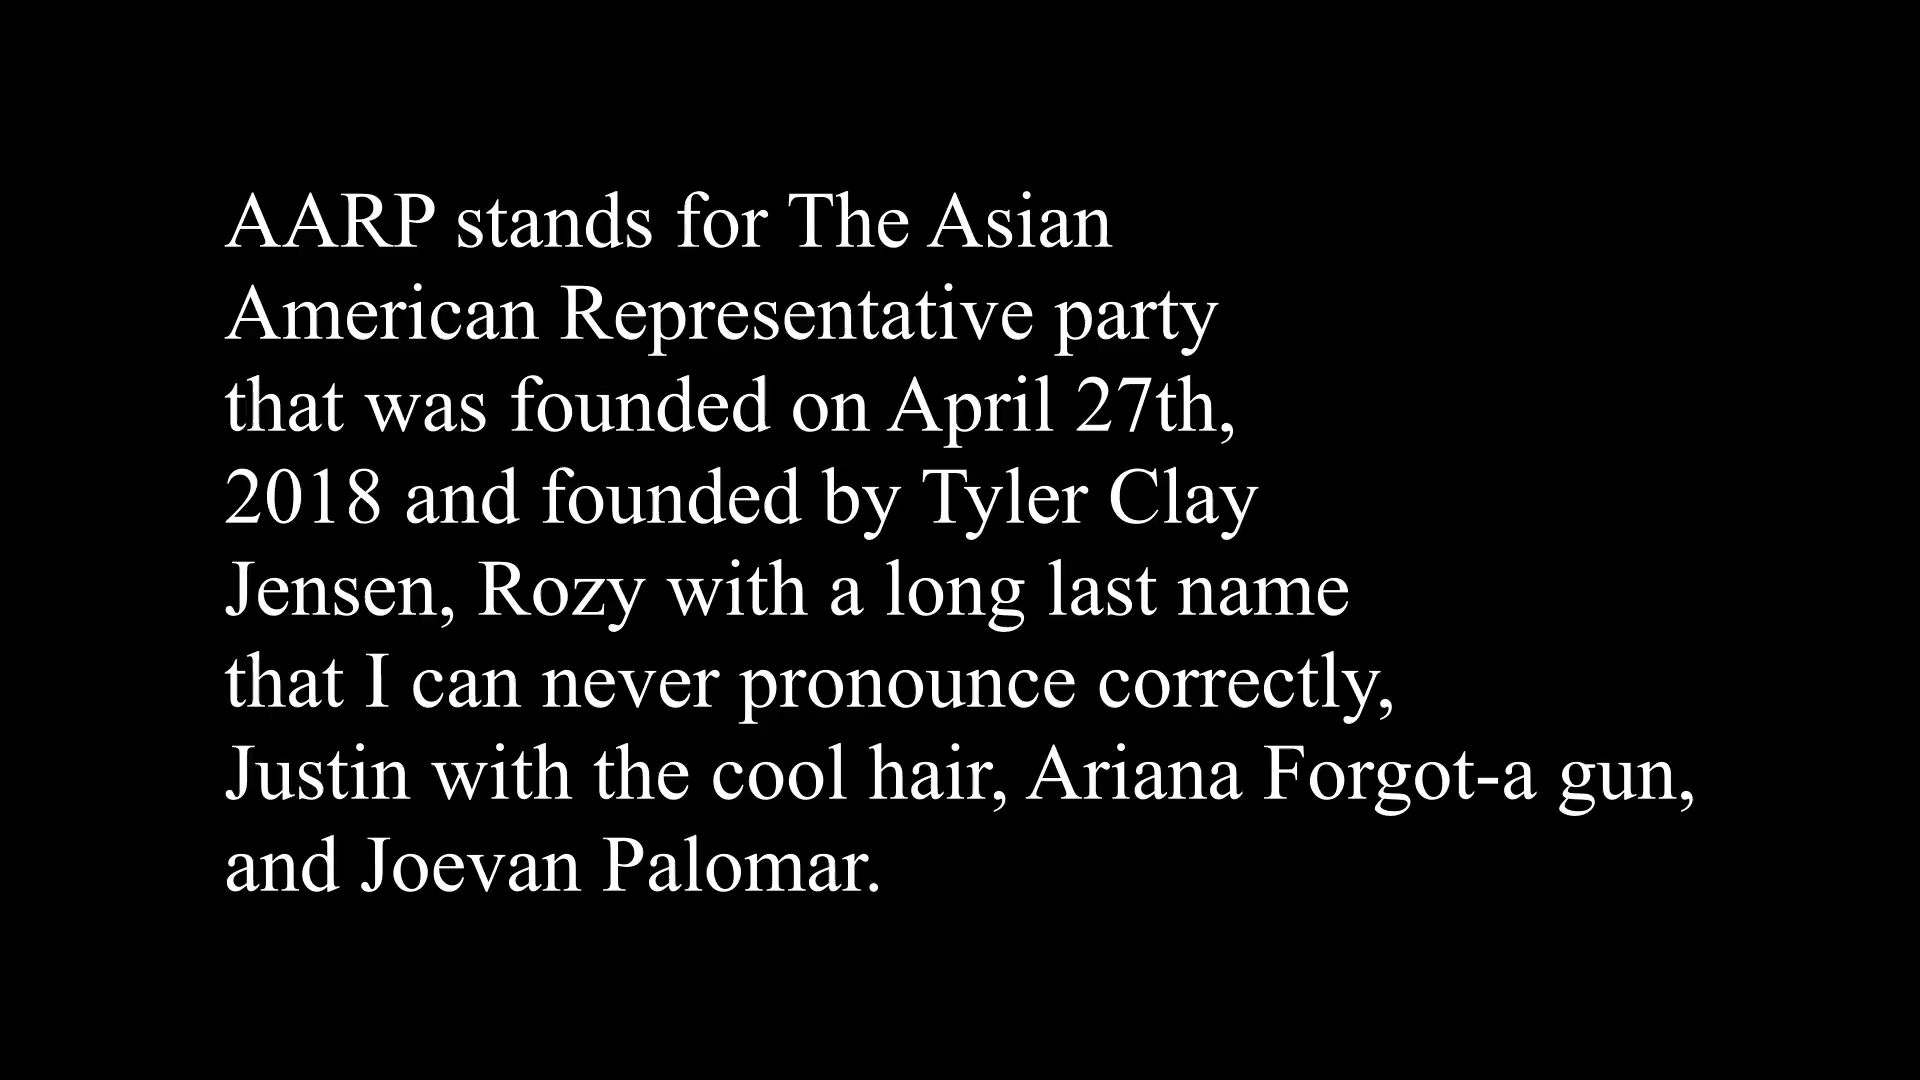 AARP stands for The Asian
American Representative party
that was founded on April 27th,
2018 and founded by Tyler Clay
Jensen, Rozy with a long last name
that I can never pronounce correctly,
Justin with the cool hair, Ariana Forgot-a gun,
and Joevan Palomar.